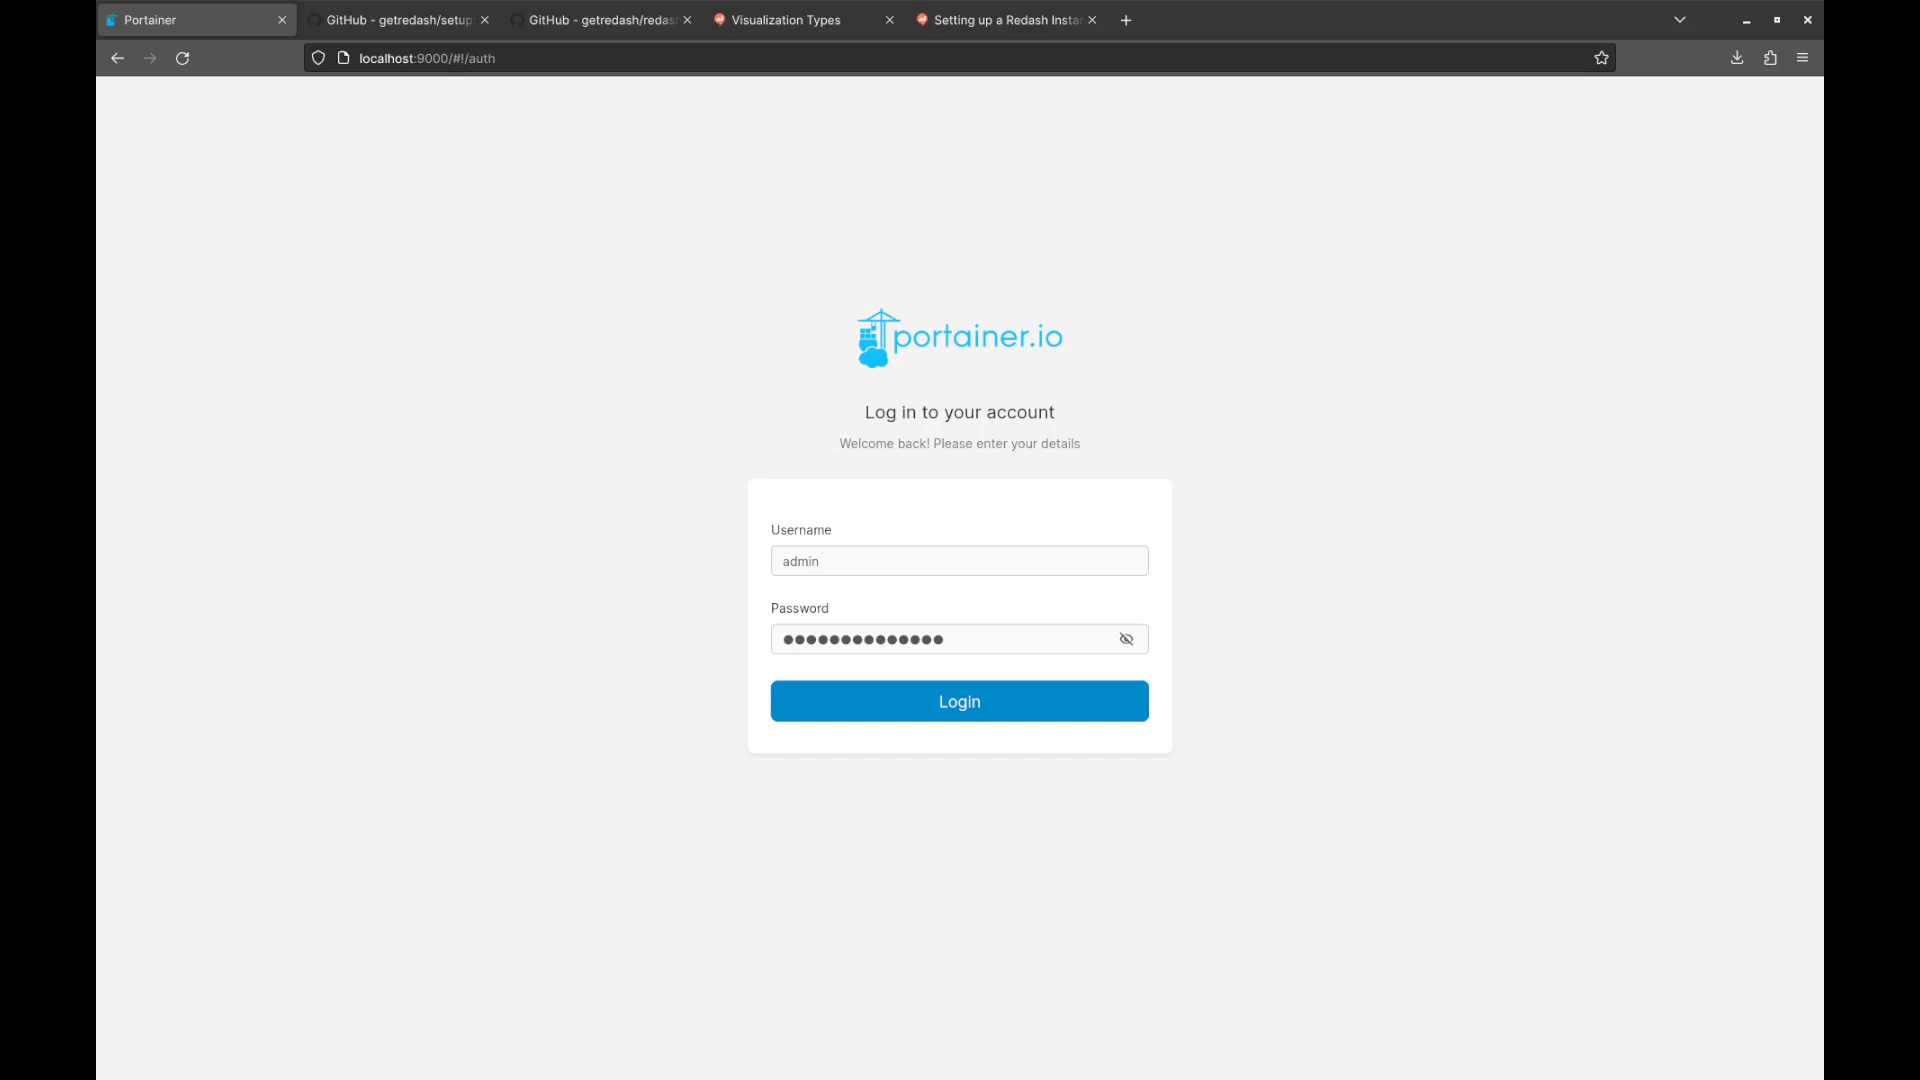 Portainer
GitHub - getredash/setup
GitHub - getredash/redas
Visualization Types
Setting up a Redash Insta
localhost:9000/#!/auth
portainer.io
Log in to your account
Welcome back! Please enter your details
Username
admin
Password
Login